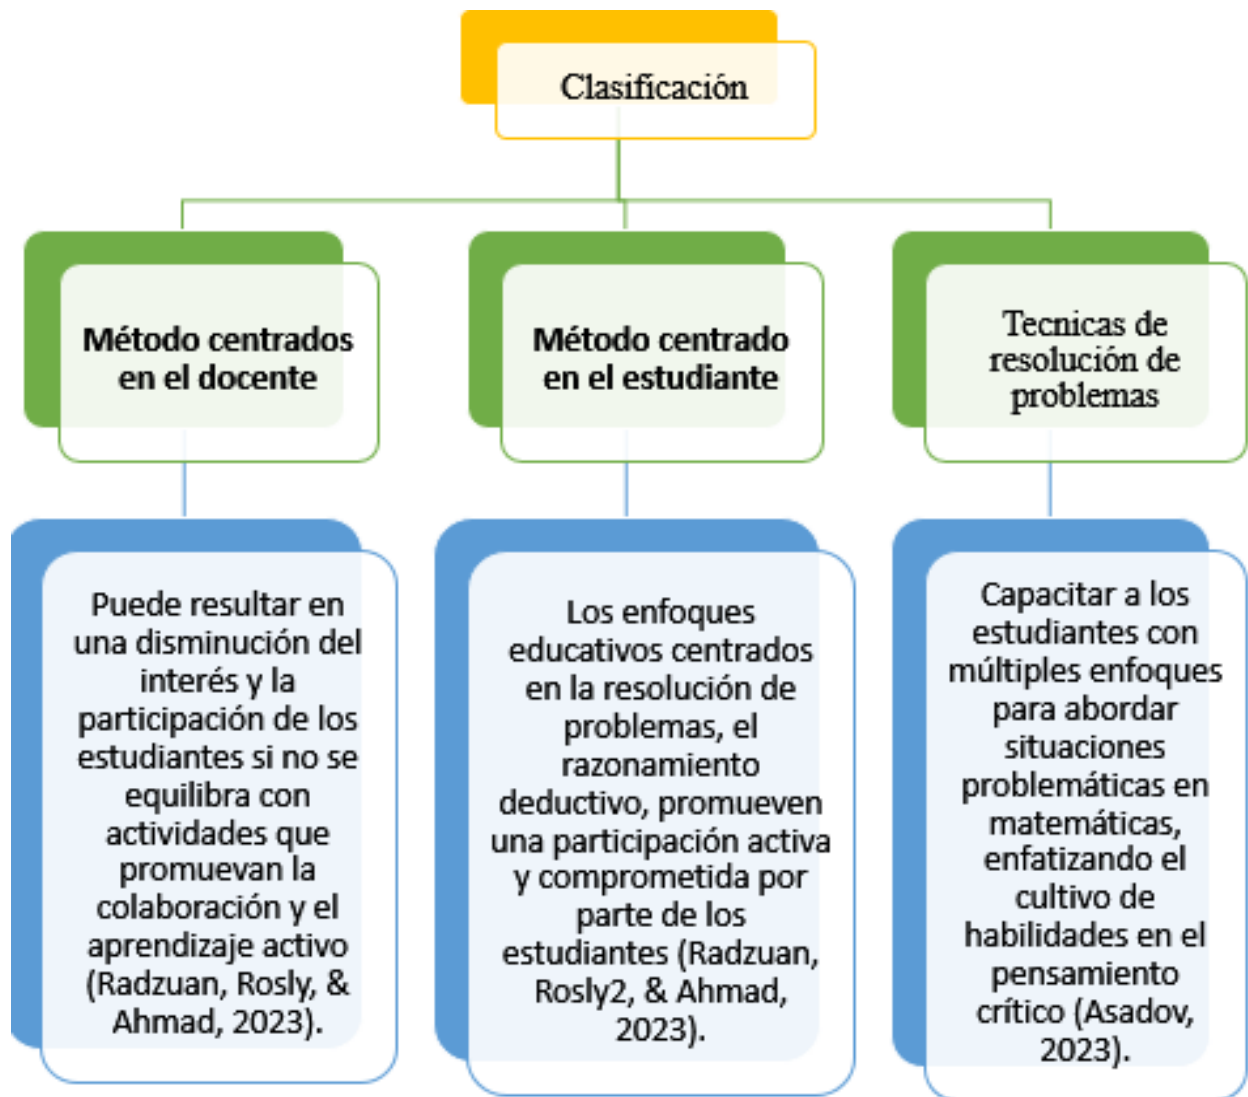 Clasificación
Método centrados
en el docente
Método centrado
en el estudiante
Tecnicas de
resolución de
problemas
Puede resultar en
una disminución del
interés y la
participación de los
estudiantes si no se
equilibra con
actividades que
promuevan la
colaboración y el
aprendizaje activo
(Radzuan, Rosly, &
Ahmad, 2023).
Los enfoques
educativos centrados
en la resolución de
problemas, el
razonamiento
deductivo, promueven
una participación activa
y comprometida por
parte de los
estudiantes (Radzuan,
Rosly2, & Ahmad,
2023).
Capacitar a los
estudiantes con
múltiples enfoques
para abordar
situaciones
problemáticas en
matemáticas,
enfatizando el
cultivo de
habilidades en el
pensamiento
crítico (Asadov,
2023).